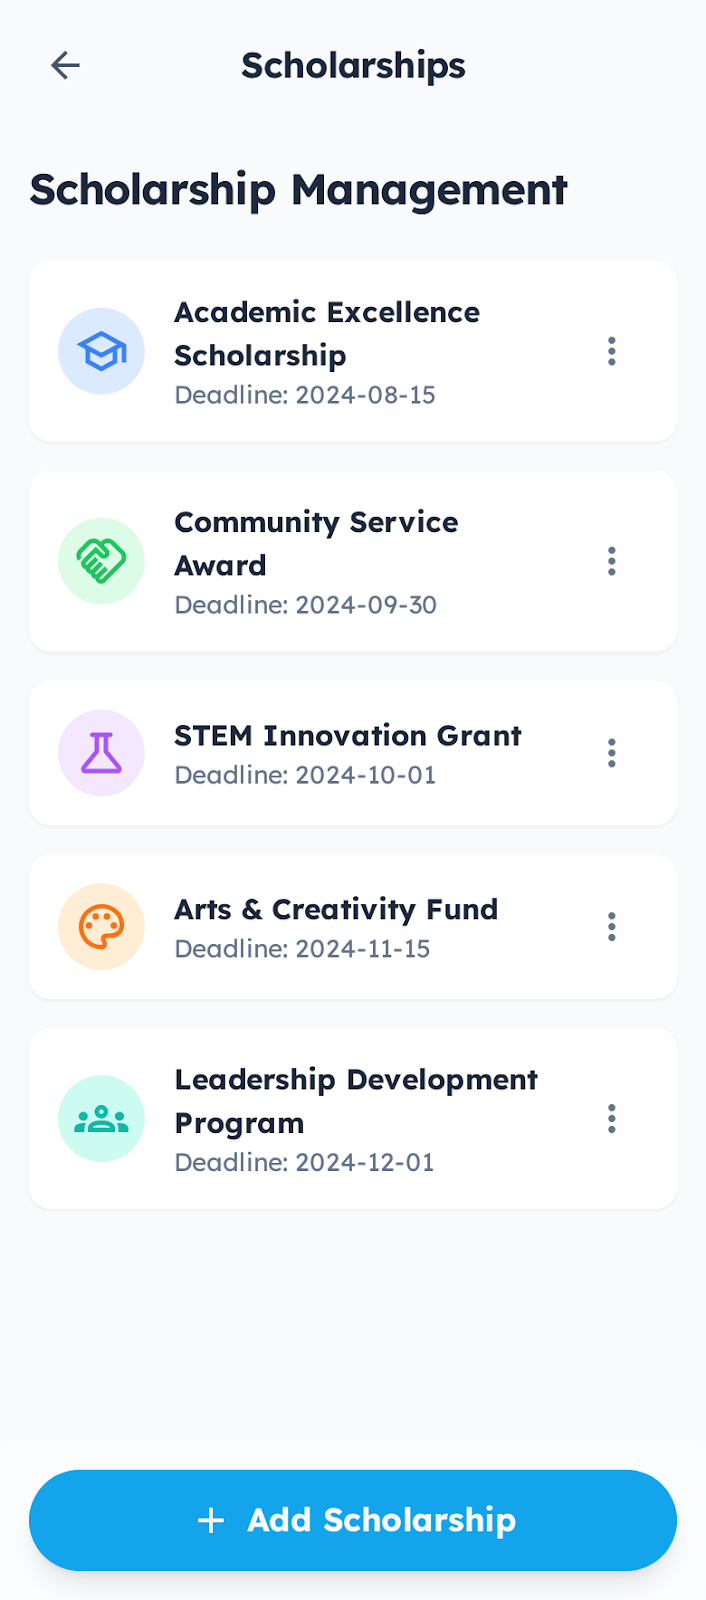 Scholarships
Scholarship Management
Academic Excellence
Scholarship
Deadline: 2024-08-15
Community Service
Award
Deadline: 2024-09-30
STEM Innovation Grant
Deadline: 2024-10-01
Arts & Creativity Fund
Deadline: 2024-11-15
Leadership Development
Program
Deadline: 2024-12-01
+ Add Scholarship